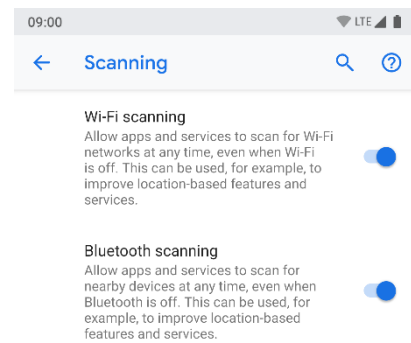 09:00 LTE
Scanning
Wi-Fi scanning
Allow apps and services to scan for Wi-Fi
networks at any time, even when Wi-Fi
is off. This can be used, for example, to
improve location-based features and
services.
Bluetooth scanning
Allow apps and services to scan for
nearby devices at any time, even when
Bluetooth is off. This can be used, for
example, to improve location-based
features and services.